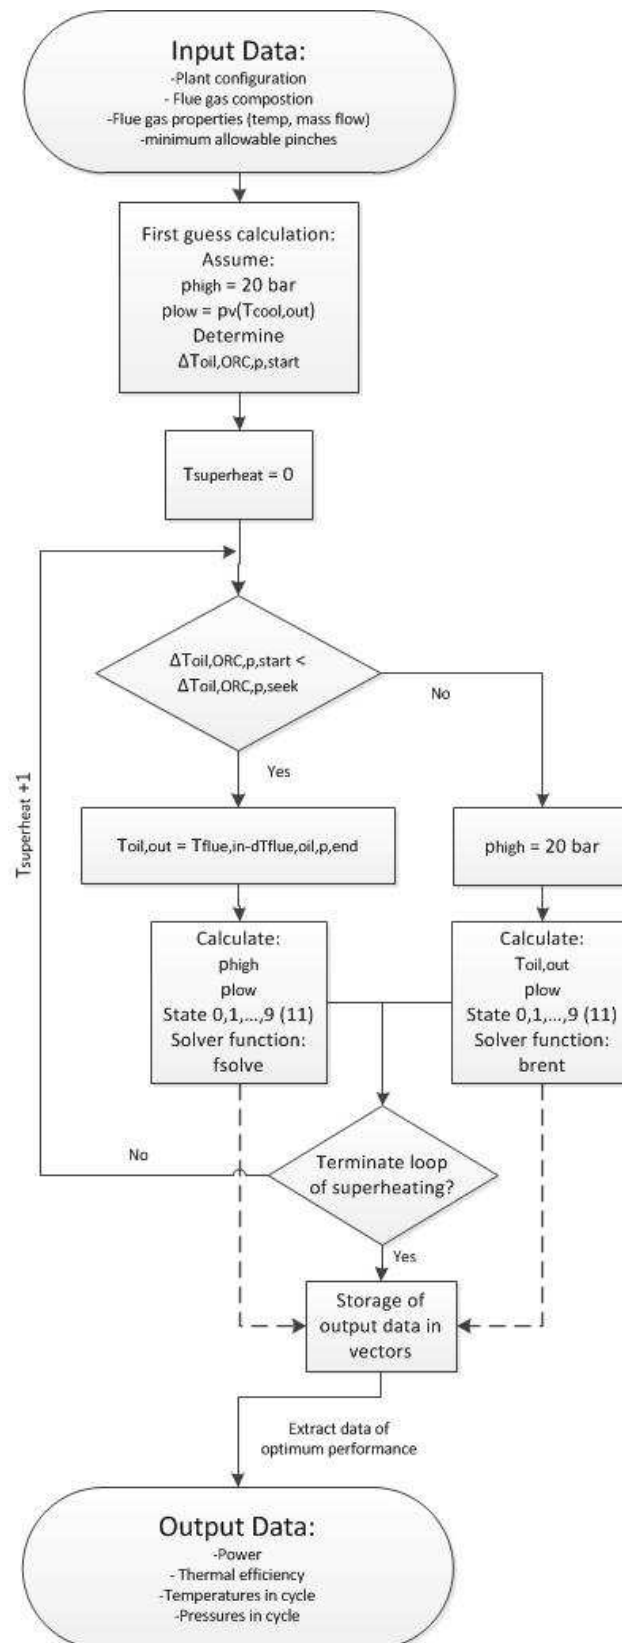 Input Data:
-Plant configuration
- Flue gas compostion
-Flue gas properties (temp, mass flow)
-minimum allowable pinches
First guess calculation:
Assume:
phigh = 20 bar
plow = pv(Tcool,out)
Determine
ΔToil,ORC,p,start
Tsuperheat = 0
ΔToil,ORC,p,start <
ΔToil,ORC,p,seek
No
Yes
Tsuperheat +1
Toil,out = Tflue,in-dTflue,oil,p,end
phigh = 20 bar
Calculate:
phigh
plow
State 0,1,...,9 (11)
Solver function:
fsolve
Calculate:
Toil,out
plow
State 0,1,...,9 (11)
Solver function:
brent
No
Terminate loop
of superheating?
Yes
Storage of
output data in
vectors
Extract data of
optimum performance
Output Data:
-Power
- Thermal efficiency
-Temperatures in cycle
-Pressures in cycle